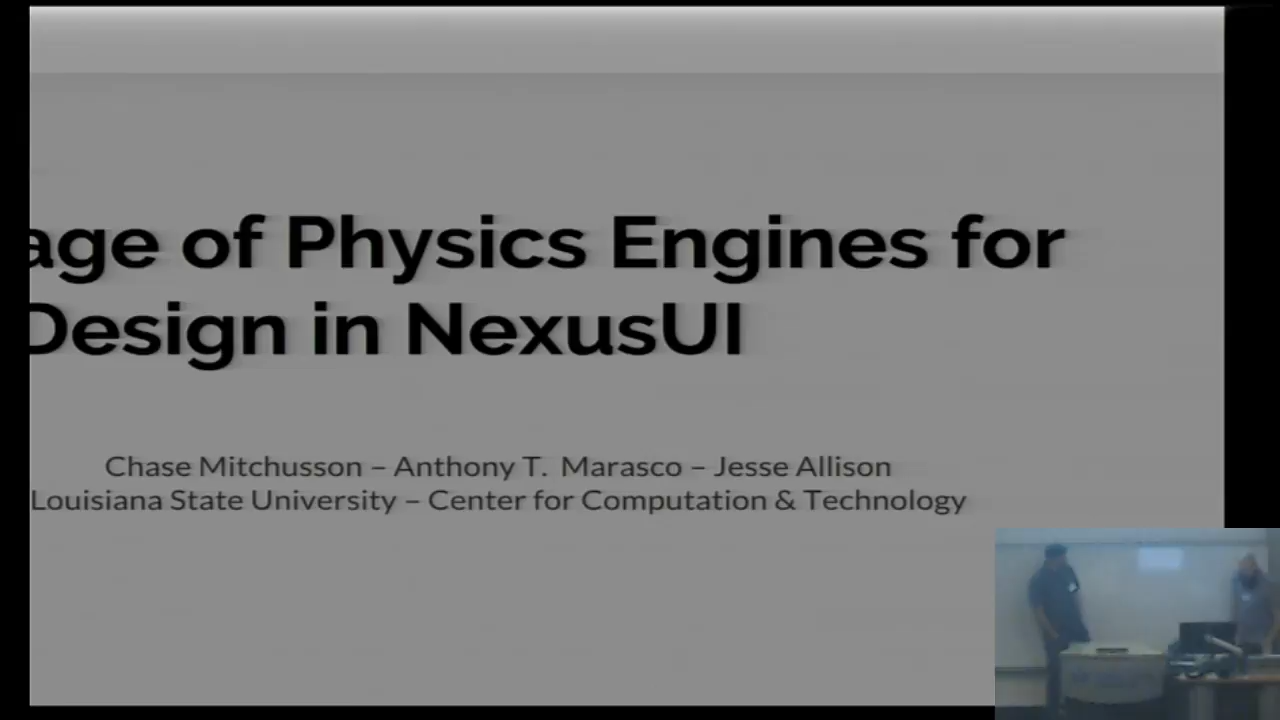 age of Physics Engines for
Design in NexusUI
Chase Mitchusson – Anthony T. Marasco – Jesse Allison
Louisiana State University – Center for Computation & Technology